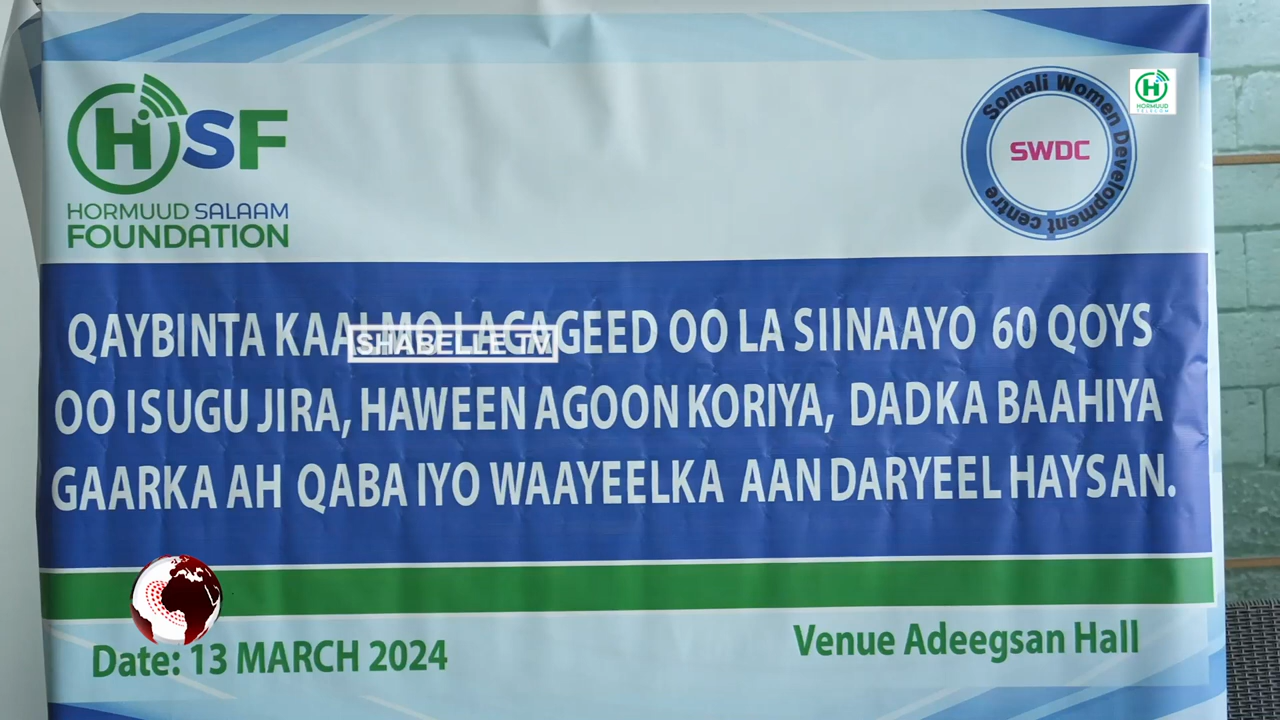 HSF
HORMUUD SALAAM
FOUNDATION
Somali Women Development centre
SWDC
HORMUUD
TELECOM
QAYBINTA KAALMO LACAGEED OO LA SIINAAYO 60 QOYS
SHABELLE TV
OO ISUGU JIRA, HAWEEN AGOON KORIYA, DADKA BAAHIYA
GAARKA AH QABA IYO WAAYEELKA AAN DARYEEL HAYSAN.
Date: 13 MARCH 2024
Venue Adeegsan Hall